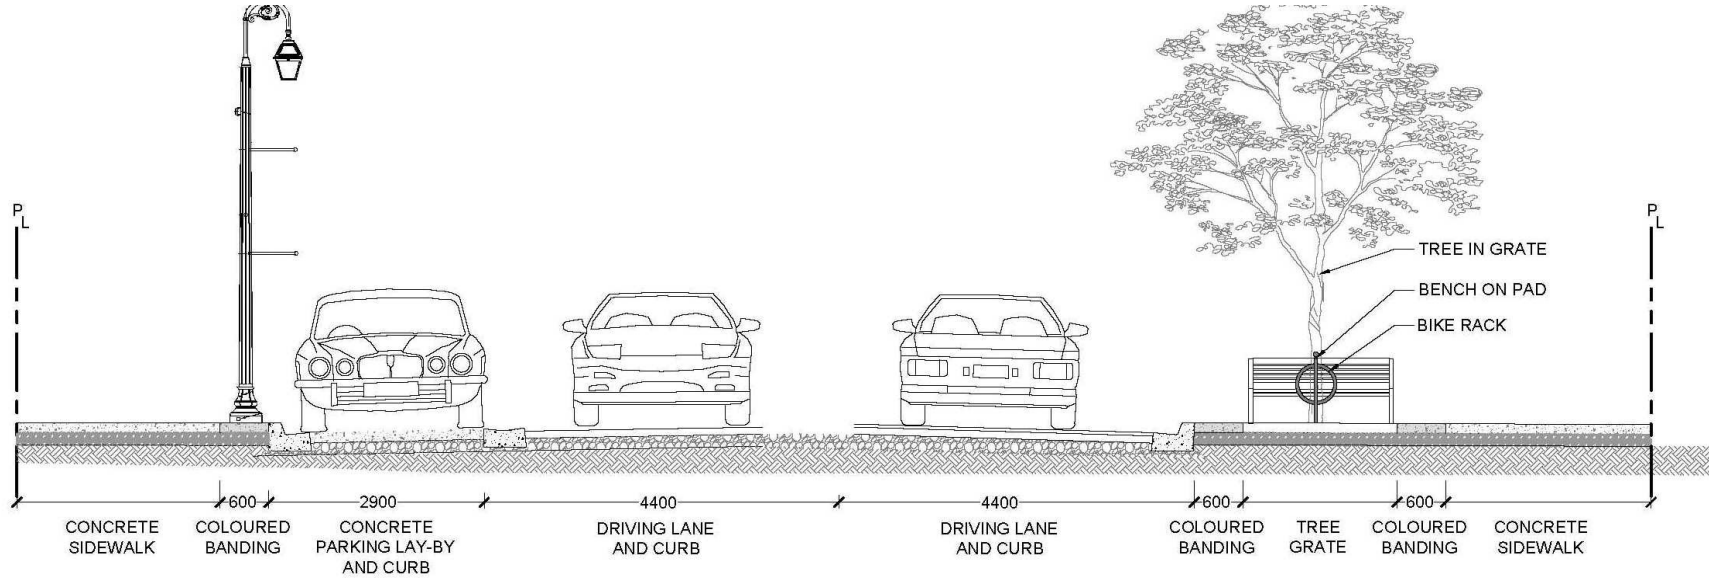 P
L
P
L
TREE IN GRATE
BENCH ON PAD
BIKE RACK
600
2900
4400
4400
600
600
CONCRETE
SIDEWALK
COLOURED
BANDING
CONCRETE
PARKING LAY-BY
AND CURB
DRIVING LANE
AND CURB
DRIVING LANE
AND CURB
COLOURED
BANDING
TREE
GRATE
COLOURED
BANDING
CONCRETE
SIDEWALK